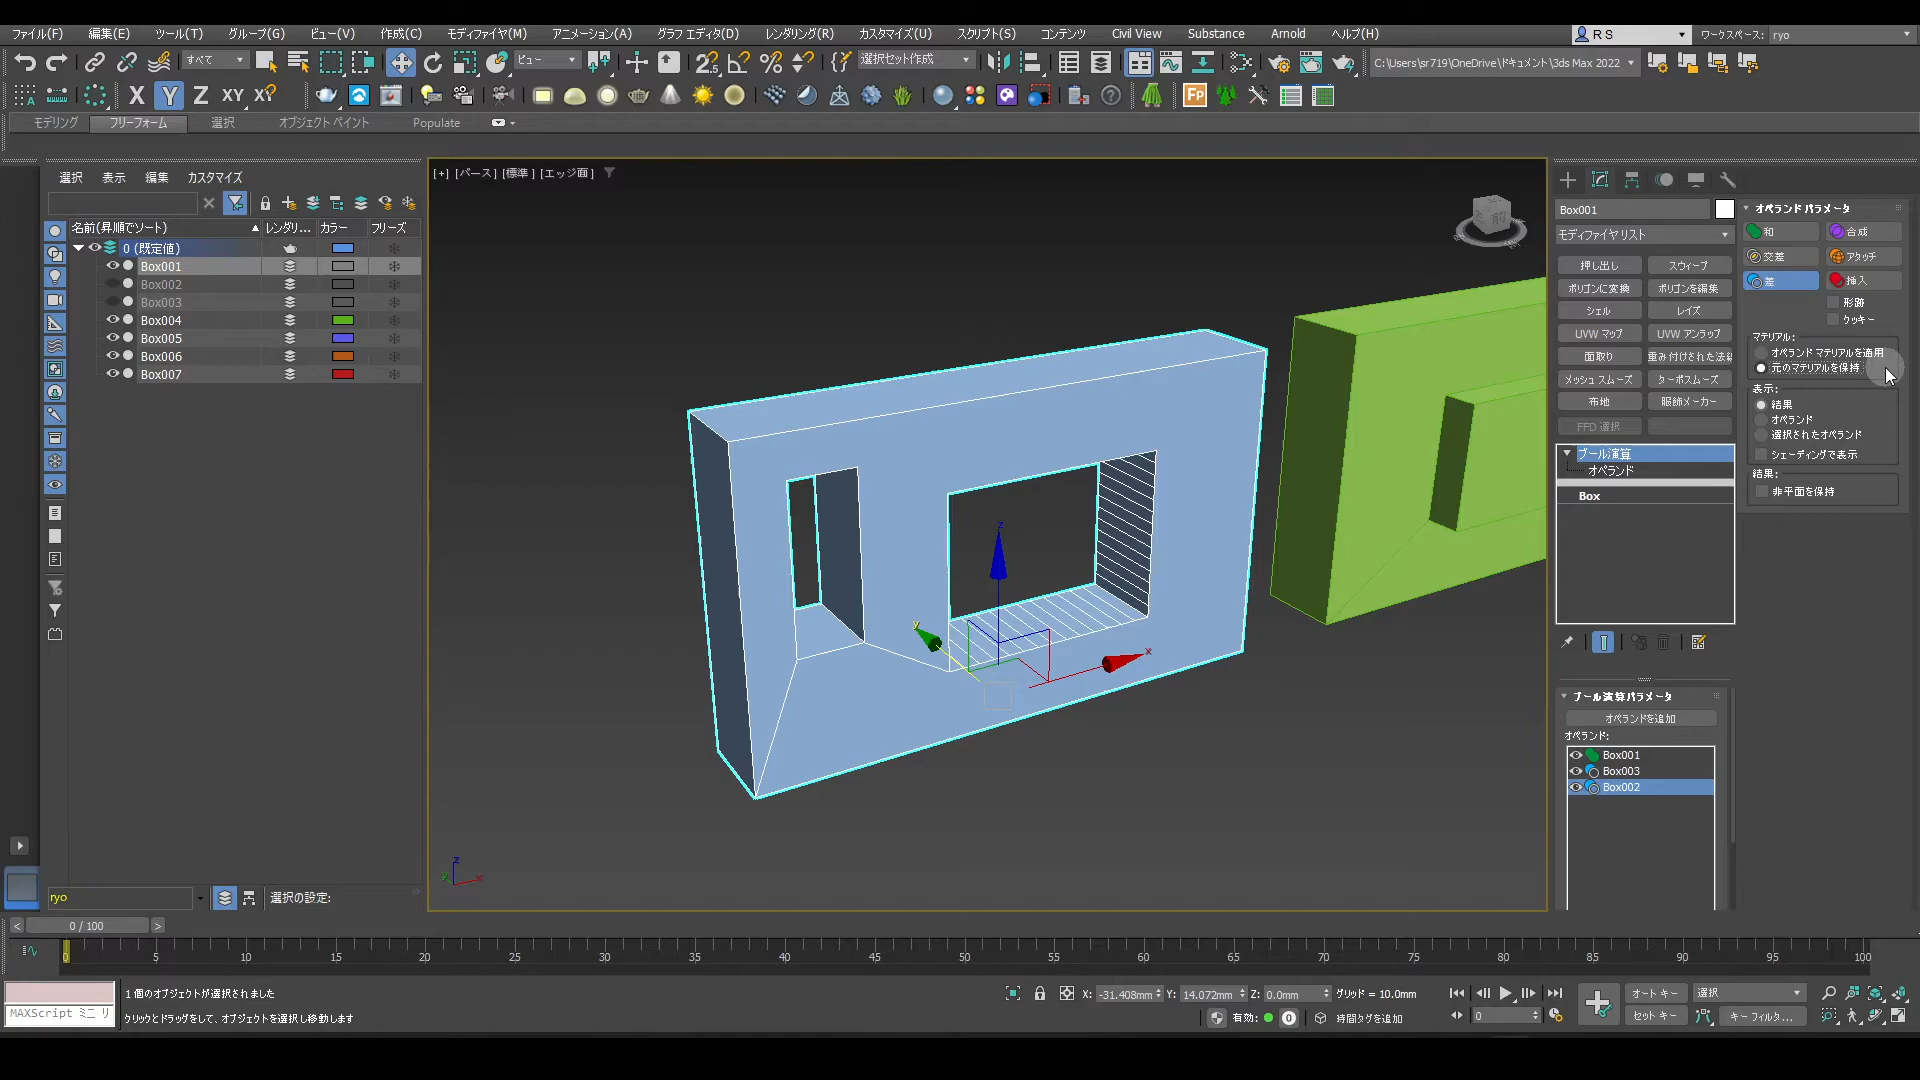 ファイル(F) 編集(E) ツール(T) グループ(G) ビュー(V) 作成(C) モディファイヤ(M) アニメーション(A) グラフ エディタ(D) レンダリング(R) カスタマイズ(U) スクリプト(S) コンテンツ Civil View Substance Arnold ヘルプ(H) R S ワークスペース: ryo
すべて ビュー 選択セット作成 C:\Users\sr719\OneDrive\ドキュメント\3ds Max 2022
X Y Z XY XY
モデリング フリーフォーム 選択 オブジェクト ペイント Populate
選択 表示 編集 カスタマイズ
名前(昇順でソート) レンダリ... カラー フリーズ
0 (既定値)
Box001
Box002
Box003
Box004
Box005
Box006
Box007
[+] [パース] [標準] [エッジ面]
前
z
y
x
z
x
Box001
モディファイヤ リスト
押し出し スウィープ
ポリゴンに変換 ポリゴンを編集
シェル レイズ
UVW マップ UVW アンラップ
面取り 重み付けされた法線
メッシュ スムーズ ターボスムーズ
布地 服飾メーカー
FFD 選択
ブール演算
オペランド
Box
オペランド パラメータ
和 合成
交差 アタッチ
差 挿入
形跡
クッキー
マテリアル:
オペランド マテリアルを適用
元のマテリアルを保持
表示:
結果
オペランド
選択されたオペランド
シェーディングで表示
結果:
非平面を保持
ブール演算パラメータ
オペランドを追加
オペランド:
Box001
Box003
Box002
ryo 選択の設定:
< 0 / 100 >
0 5 10 15 20 25 30 35 40 45 50 55 60 65 70 75 80 85 90 95 100
1 個のオブジェクトが選択されました X: -31.408mm Y: 14.072mm Z: 0.0mm グリッド = 10.0mm オート キー 選択
MAXScript ミニ リ クリックとドラッグをして、オブジェクトを選択し移動します 有効: 0 時間タグを追加 0 セット キー キー フィルタ...